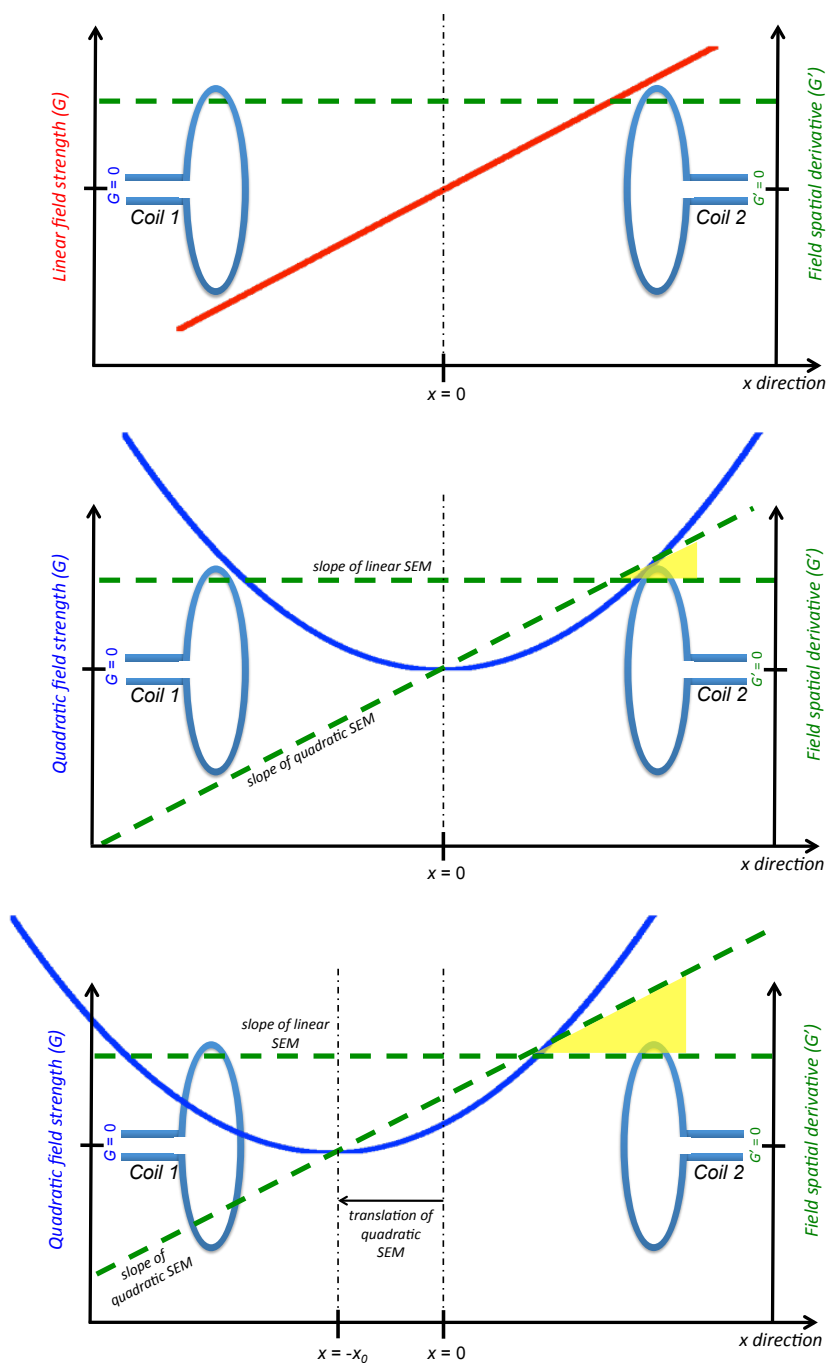 Linear field strength (G)
G = 0
Coil 1
Coil 2
G' = 0
Field spatial derivative (G')
x direction
x = 0
Quadratic field strength (G)
slope of linear SEM
G = 0
Coil 1
slope of quadratic SEM
Coil 2
G' = 0
Field spatial derivative (G')
x direction
x = 0
Quadratic field strength (G)
slope of linear
SEM
G = 0
Coil 1
Coil 2
G' = 0
Field spatial derivative (G')
translation of
quadratic
SEM
slope of
quadratic SEM
x direction
x = -x₀
x = 0